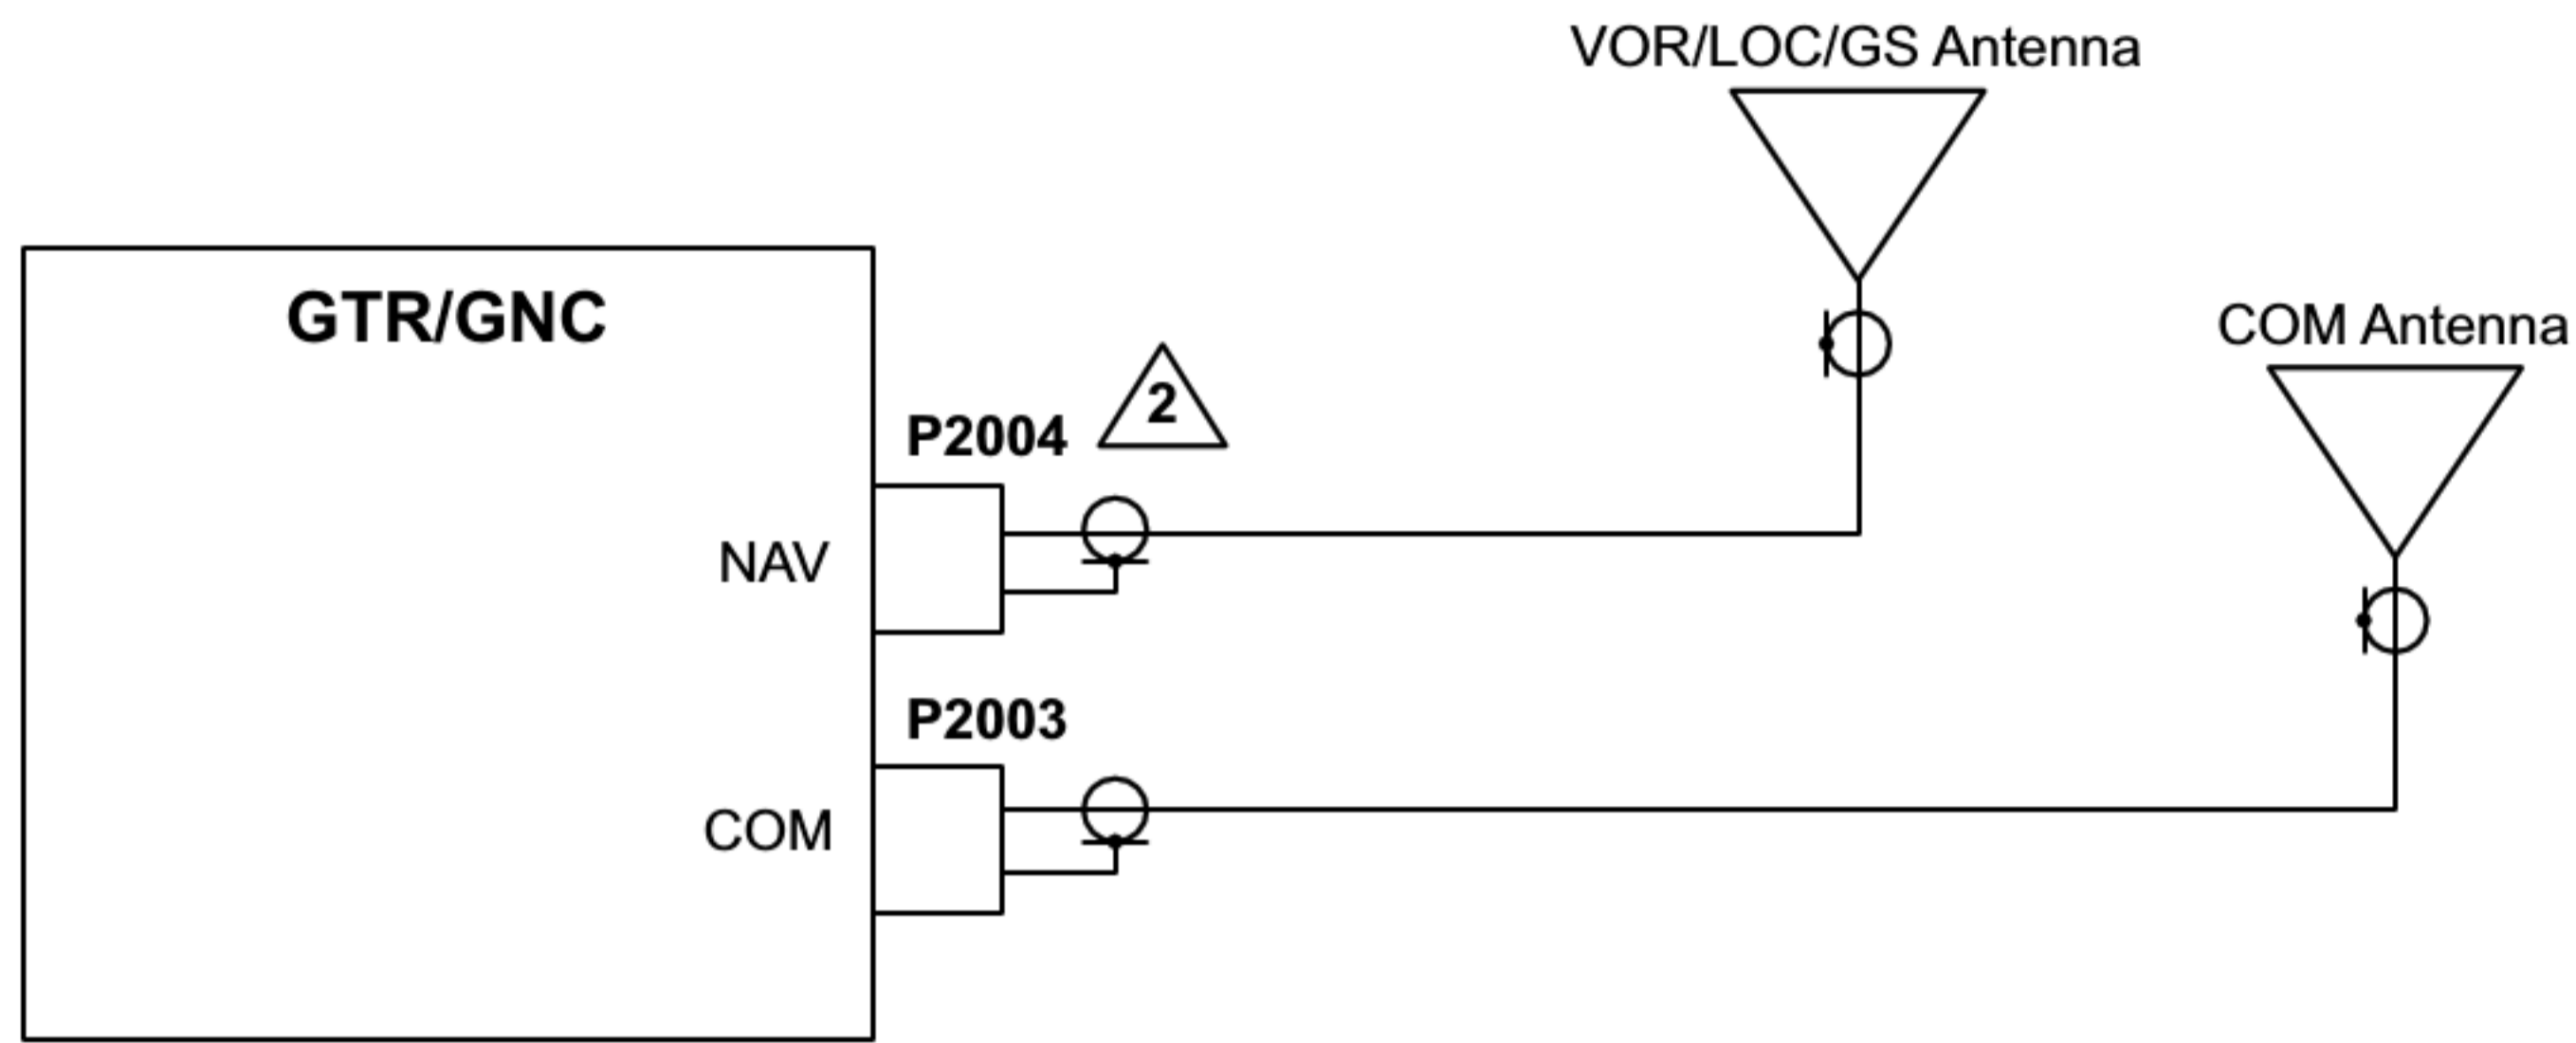 VOR/LOC/GS Antenna
COM Antenna
GTR/GNC
P2004
2
NAV
P2003
COM